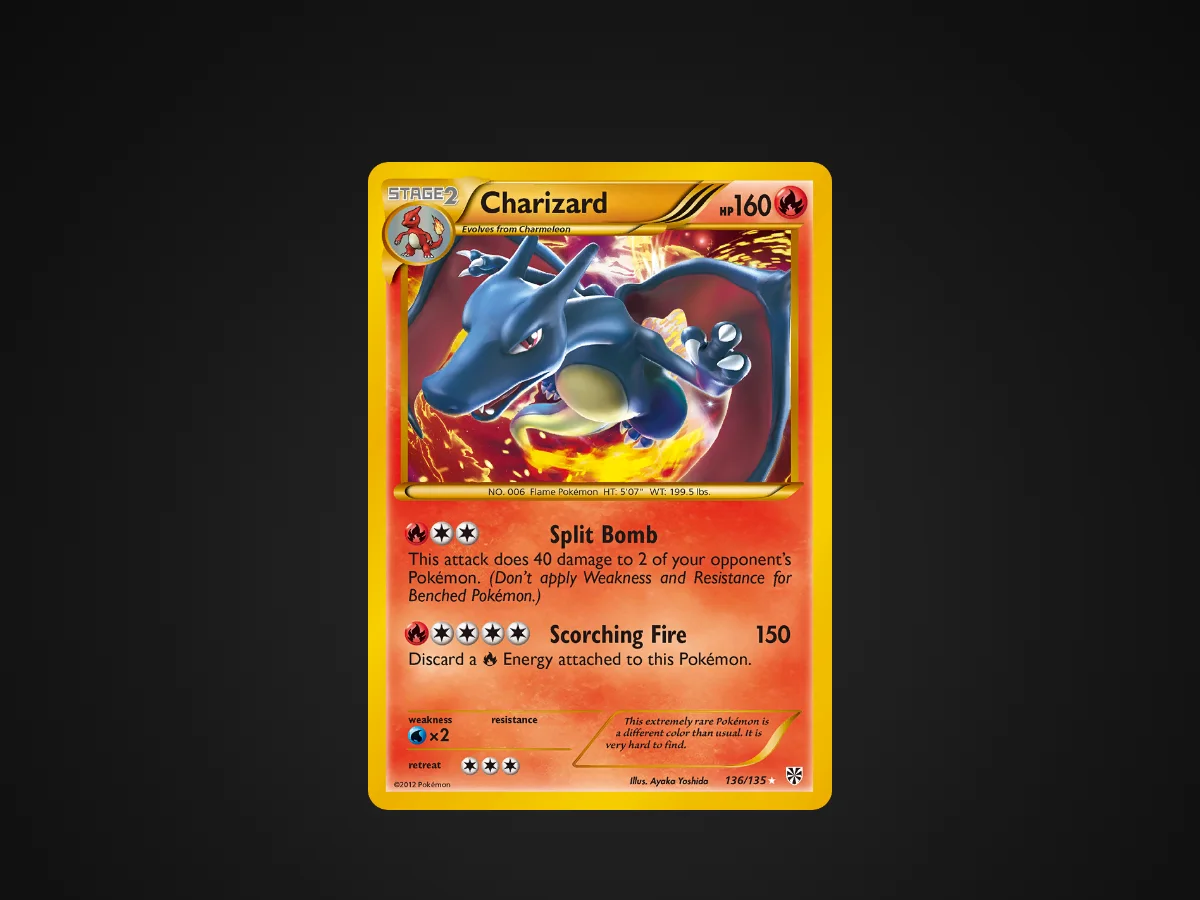 STAGE2
Charizard
HP160
Evolves from Charmeleon
NO. 006 Flame Pokémon HT: 5'07" WT: 199.5 lbs.
Split Bomb
This attack does 40 damage to 2 of your opponent's
Pokémon. (Don't apply Weakness and Resistance for
Benched Pokémon.)
Scorching Fire 150
Discard a Energy attached to this Pokémon.
weakness resistance
×2
This extremely rare Pokémon is
a different color than usual. It is
very hard to find.
retreat
©2012 Pokémon
Illus. Ayaka Yoshida 136/135